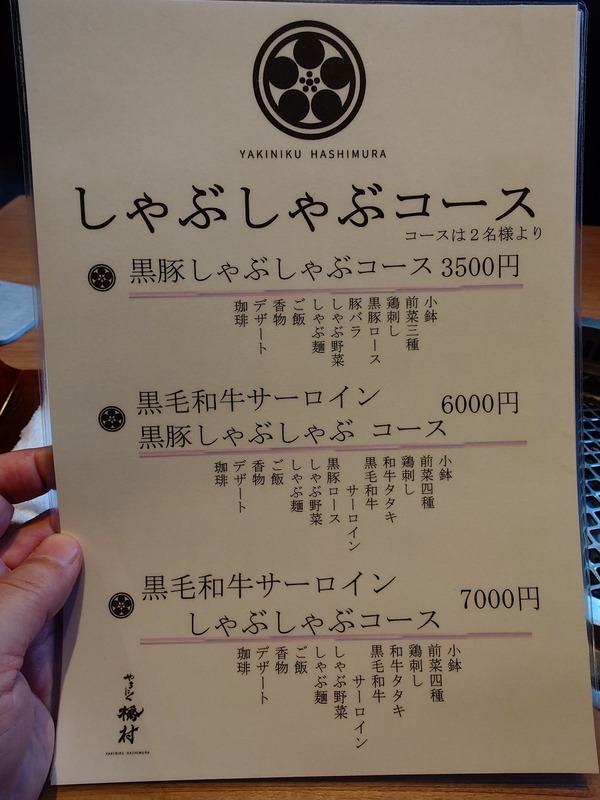 YAKINIKU HASHIMURA
しゃぶしゃぶコース
コースは２名様より
黒豚しゃぶしゃぶコース 3500円
小鉢
前菜三種
鶏刺し
黒豚ロース
豚バラ
しゃぶ野菜
しゃぶ麺
ご飯
香物
デザート
珈琲
黒毛和牛サーロイン
黒豚しゃぶしゃぶ コース
6000円
小鉢
前菜四種
鶏刺し
和牛タタキ
黒毛和牛
サーロイン
黒豚ロース
しゃぶ野菜
しゃぶ麺
ご飯
香物
デザート
珈琲
黒毛和牛サーロイン
しゃぶしゃぶコース
7000円
小鉢
前菜四種
鶏刺し
和牛タタキ
黒毛和牛
サーロイン
しゃぶ野菜
しゃぶ麺
ご飯
香物
デザート
珈琲
やきにく 橋村
YAKINIKU HASHIMURA